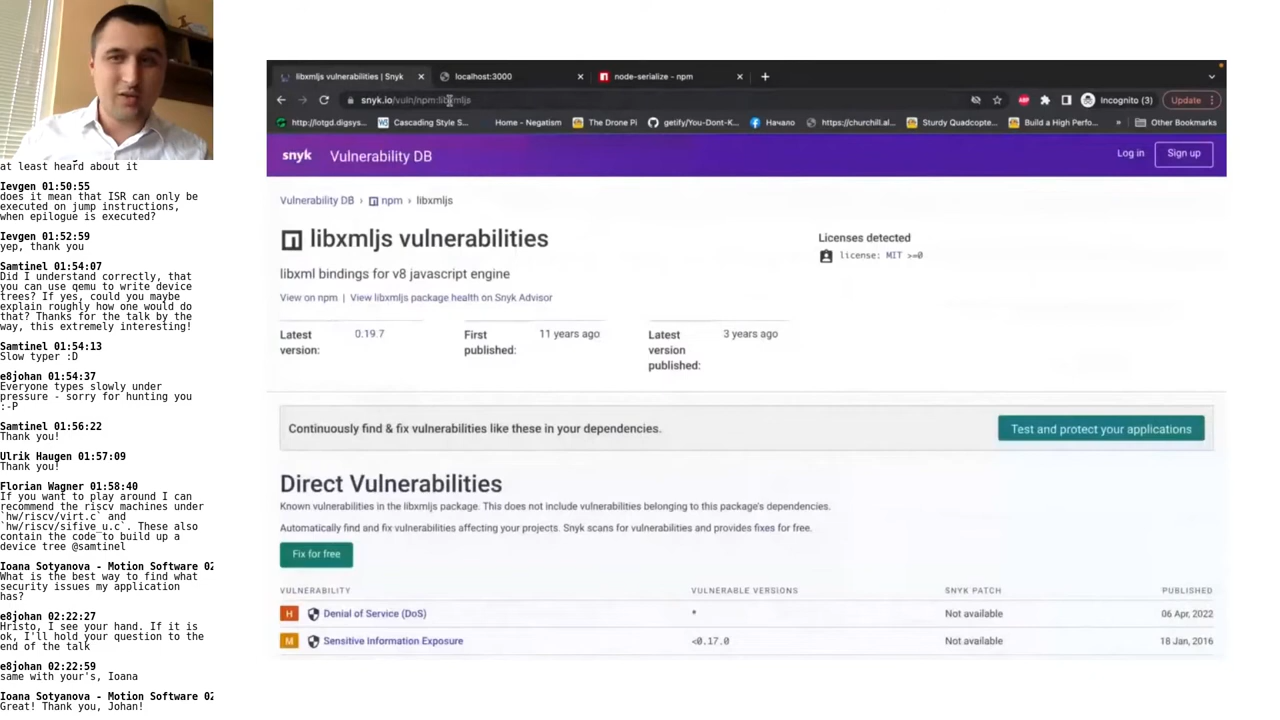 at least heard about it
Ievgen 01:50:55
does it mean that ISR can only be
executed on jump instructions,
when epilogue is executed?
Ievgen 01:52:59
yep, thank you
Samtinel 01:54:07
Did I understand correctly, that
you can use qemu to write device
trees? If yes, could you maybe
explain roughly how one would do
that? Thanks for the talk by the
way, this extremely interesting!
Samtinel 01:54:13
Slow typer :D
e8johan 01:54:37
Everyone types slowly under
pressure - sorry for hunting you
:-P
Samtinel 01:56:22
Thank you!
Ulrik Haugen 01:57:09
Thank you!
Florian Wagner 01:58:40
If you want to play around I can
recommend the riscv machines under
`hw/riscv/virt.c` and
`hw/riscv/sifive_u.c`. These also
contain the code to build up a
device tree @samtinel
Ioana Sotyanova - Motion Software 02
What is the best way to find what
security issues my application
has?
e8johan 02:22:27
Hristo, I see your hand. If it is
ok, I'll hold your question to the
end of the talk
e8johan 02:22:59
same with your's, Ioana
Ioana Sotyanova - Motion Software 02
Great! Thank you, Johan!
libxmljs vulnerabilities | Snyk
localhost:3000
node-serialize - npm
snyk.io/vuln/npm:libxmljs
ABP
Incognito (3)
Update
http://lotgd.digsys...
Cascading Style S...
Home - Negatism
The Drone Pi
getify/You-Dont-K...
Начало
https://churchill.al...
Sturdy Quadcopte...
Build a High Perfo...
»
Other Bookmarks
snyk Vulnerability DB
Log in
Sign up
Vulnerability DB › npm › libxmljs
libxmljs vulnerabilities
libxml bindings for v8 javascript engine
View on npm | View libxmljs package health on Snyk Advisor
Licenses detected
license: MIT >=0
Latest version: 0.19.7
First published: 11 years ago
Latest version published: 3 years ago
Continuously find & fix vulnerabilities like these in your dependencies.
Test and protect your applications
Direct Vulnerabilities
Known vulnerabilities in the libxmljs package. This does not include vulnerabilities belonging to this package's dependencies.
Automatically find and fix vulnerabilities affecting your projects. Snyk scans for vulnerabilities and provides fixes for free.
Fix for free
VULNERABILITY VULNERABLE VERSIONS SNYK PATCH PUBLISHED
H Denial of Service (DoS) * Not available 06 Apr, 2022
M Sensitive Information Exposure <0.17.0 Not available 18 Jan, 2016